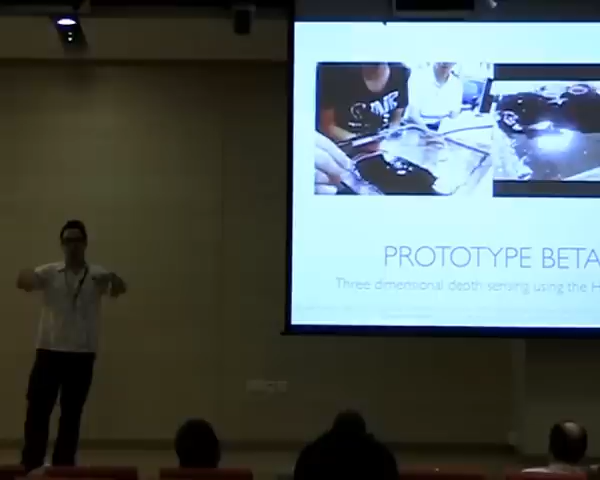 PROTOTYPE BETA
Three dimensional depth sensing using the H